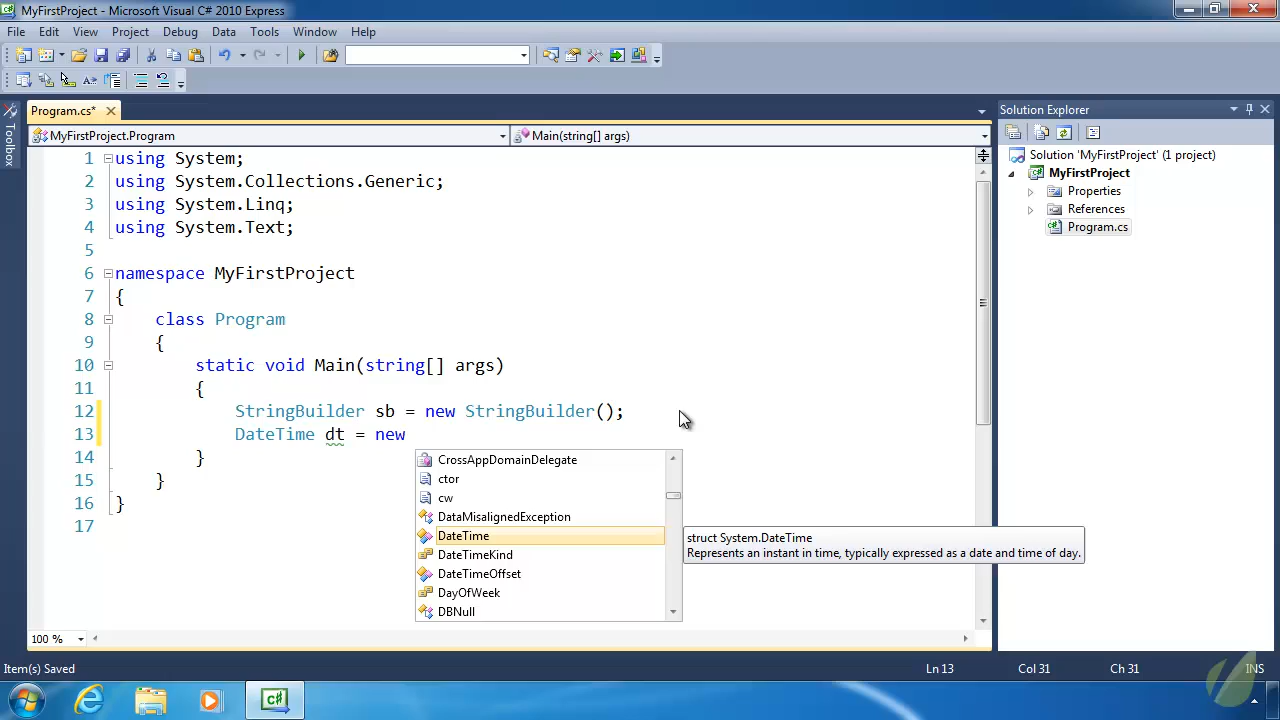 MyFirstProject - Microsoft Visual C# 2010 Express
File Edit View Project Debug Data Tools Window Help
Program.cs*
Solution Explorer
Toolbox
MyFirstProject.Program
Main(string[] args)
1 using System;
2 using System.Collections.Generic;
3 using System.Linq;
4 using System.Text;
5
6 namespace MyFirstProject
7 {
8 class Program
9 {
10 static void Main(string[] args)
11 {
12 StringBuilder sb = new StringBuilder();
13 DateTime dt = new
14 }
15 }
16 }
17
CrossAppDomainDelegate
ctor
cw
DataMisalignedException
DateTime
DateTimeKind
DateTimeOffset
DayOfWeek
DBNull
struct System.DateTime
Represents an instant in time, typically expressed as a date and time of day.
Solution 'MyFirstProject' (1 project)
MyFirstProject
Properties
References
Program.cs
100 %
Item(s) Saved
Ln 13
Col 31
Ch 31
INS